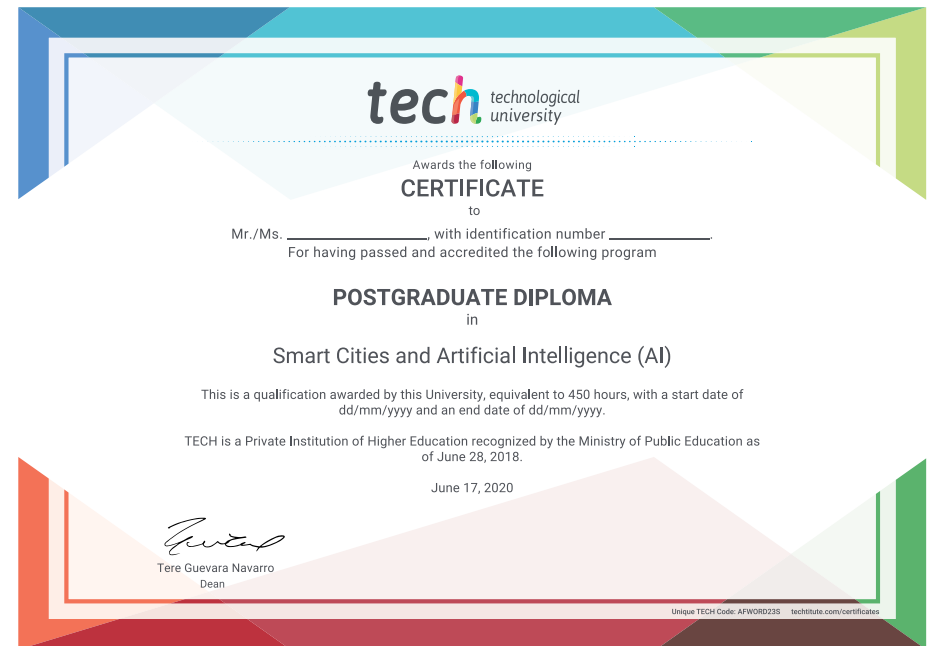 tech technological
university
Awards the following
CERTIFICATE
to
Mr./Ms. ____________________, with identification number ______________.
For having passed and accredited the following program
POSTGRADUATE DIPLOMA
in
Smart Cities and Artificial Intelligence (AI)
This is a qualification awarded by this University, equivalent to 450 hours, with a start date of
dd/mm/yyyy and an end date of dd/mm/yyyy.
TECH is a Private Institution of Higher Education recognized by the Ministry of Public Education as
of June 28, 2018.
June 17, 2020
Tere Guevara Navarro
Dean
Unique TECH Code: AFWORD23S techtitute.com/certificates